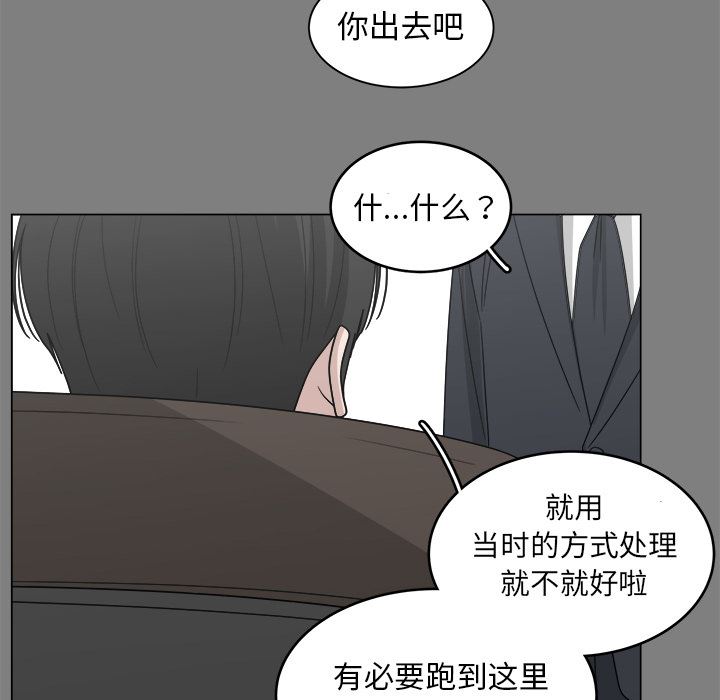 你出去吧
什...什么？
就用
当时的方式处理
就不就好啦
有必要跑到这里